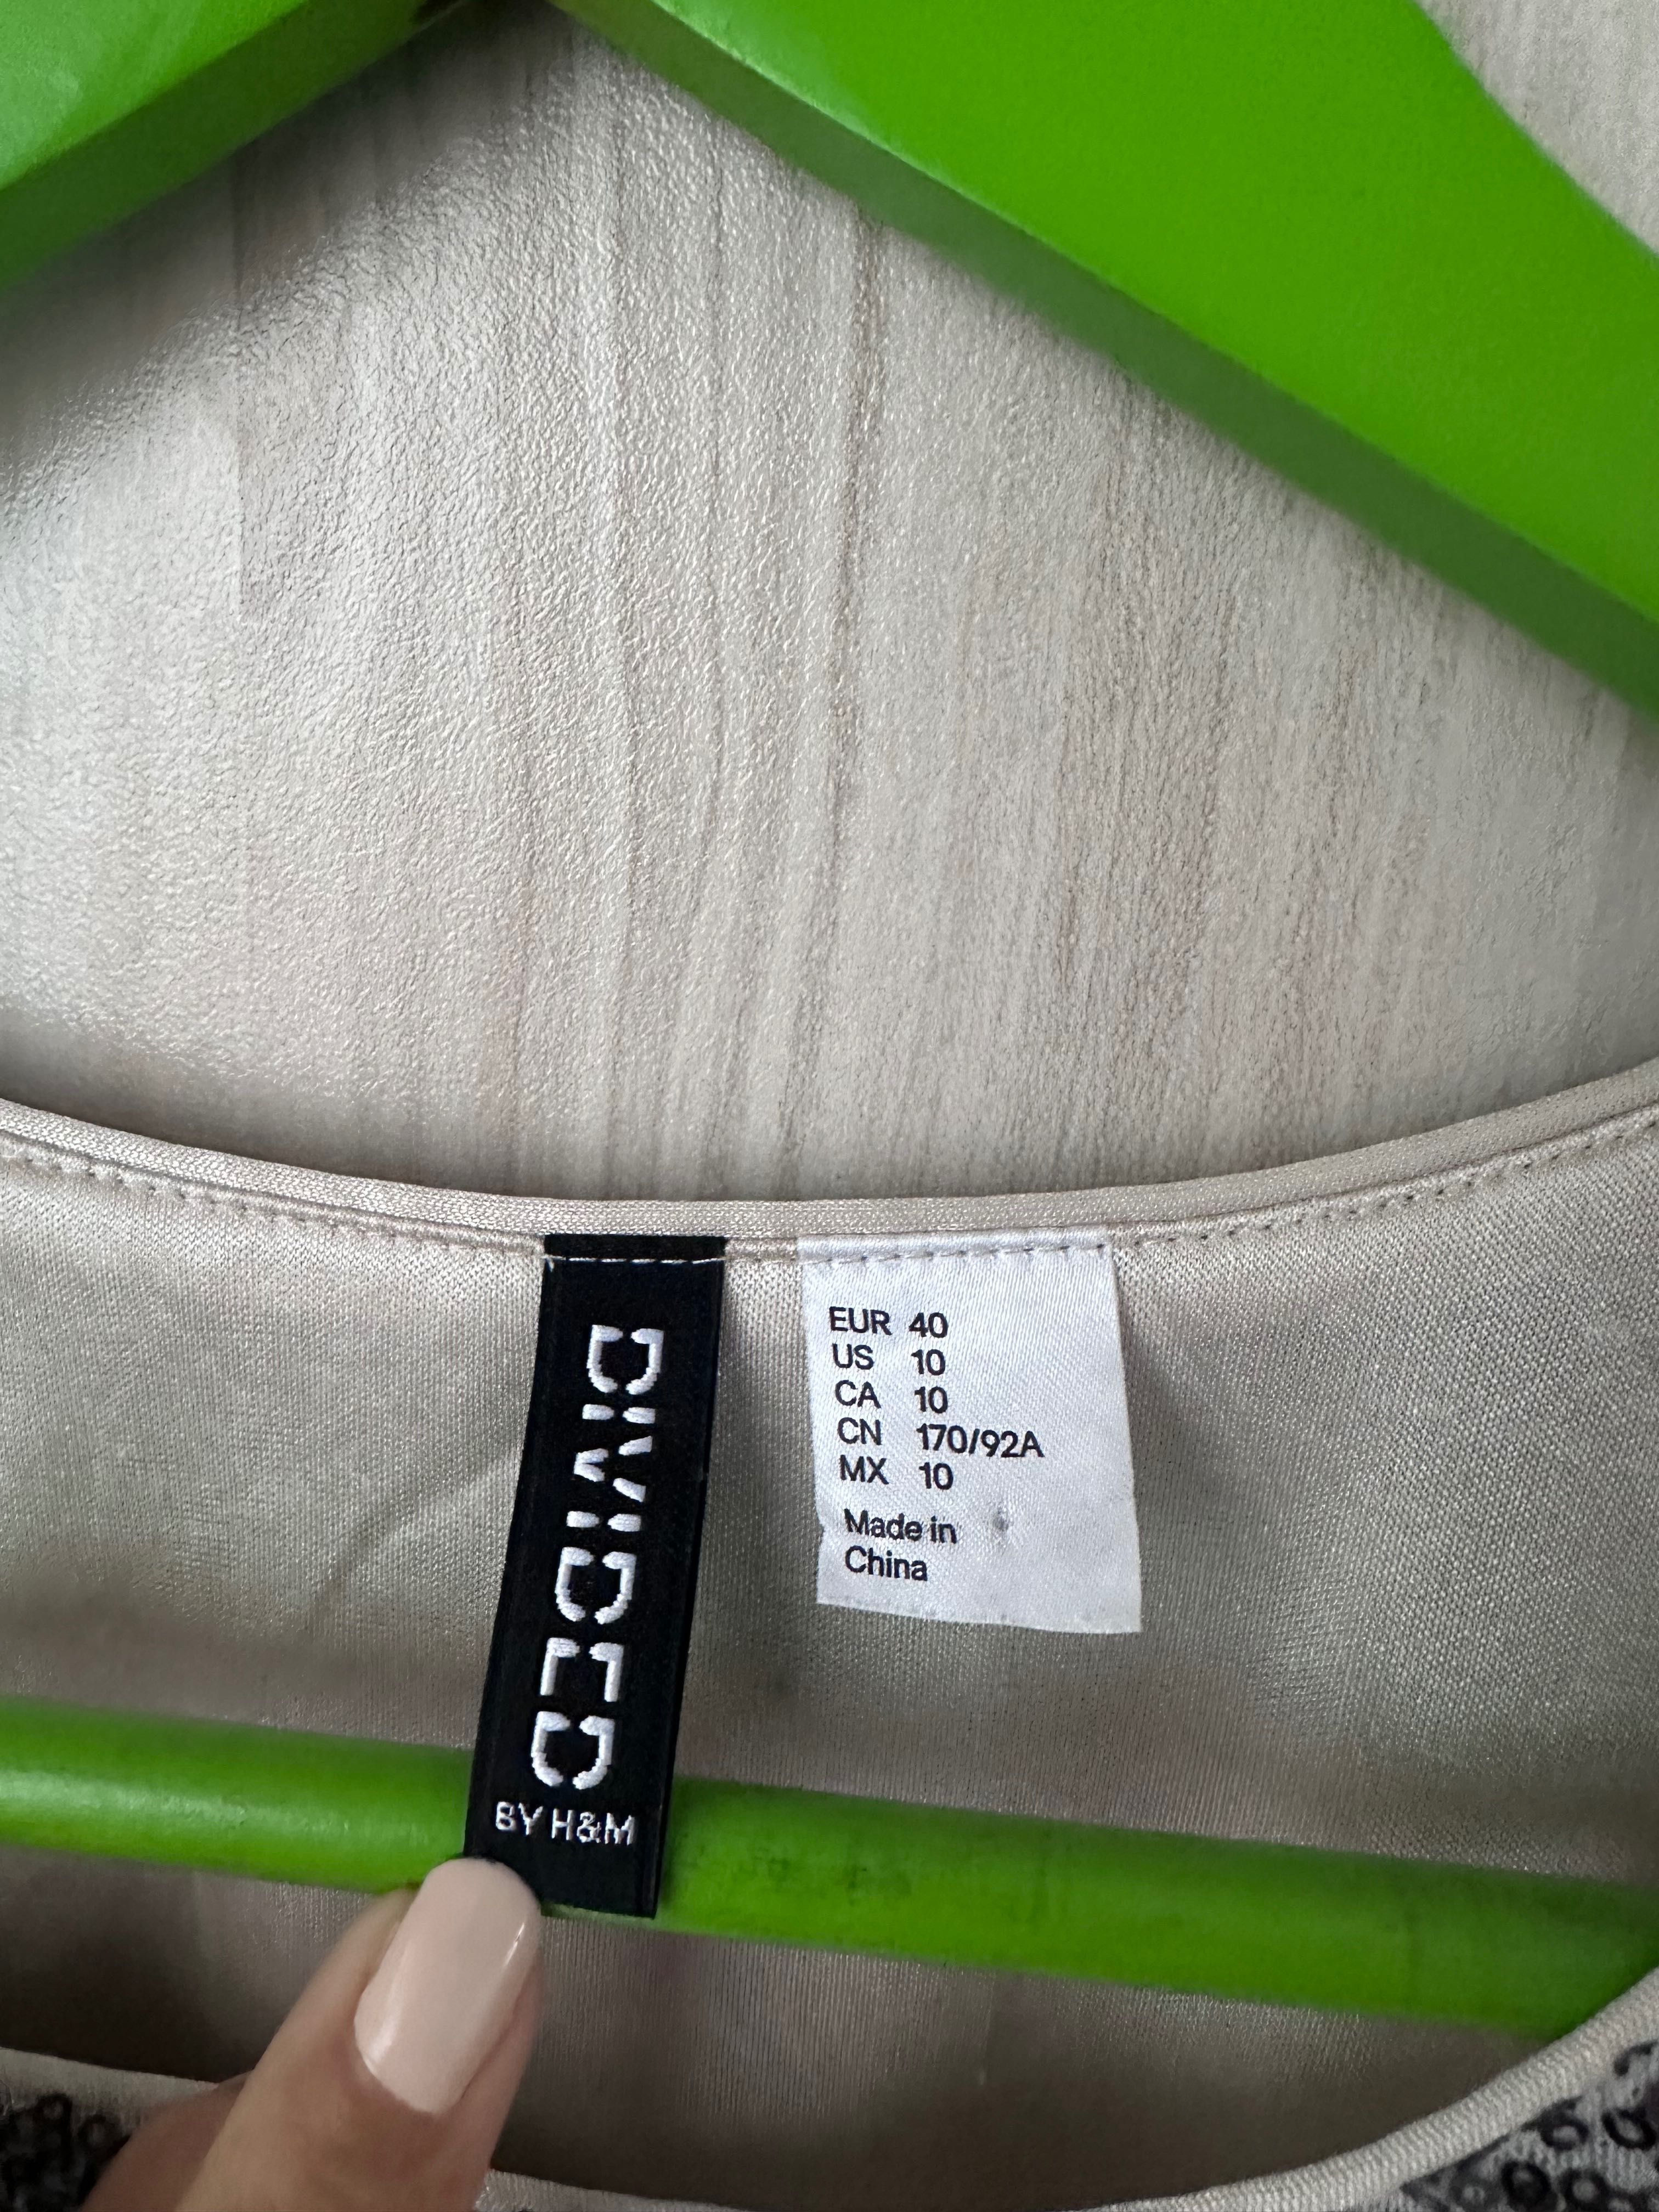 DIVIDED
BY H&M
EUR 40
US 10
CA 10
CN 170/92A
MX 10
Made in
China